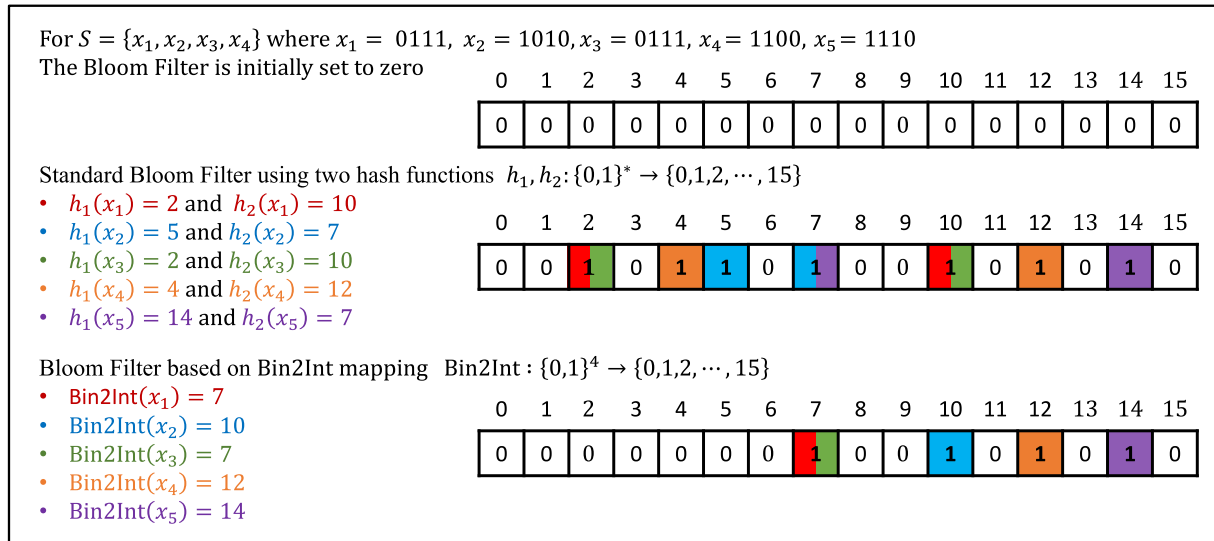 For S = {x₁, x₂, x₃, x₄} where x₁ = 0111, x₂ = 1010, x₃ = 0111, x₄ = 1100, x₅ = 1110
The Bloom Filter is initially set to zero
0 1 2 3 4 5 6 7 8 9 10 11 12 13 14 15
0 0 0 0 0 0 0 0 0 0 0 0 0 0 0 0
Standard Bloom Filter using two hash functions h₁, h₂: {0,1}* → {0,1,2, ⋯, 15}
• h₁(x₁) = 2 and h₂(x₁) = 10
• h₁(x₂) = 5 and h₂(x₂) = 7
• h₁(x₃) = 2 and h₂(x₃) = 10
• h₁(x₄) = 4 and h₂(x₄) = 12
• h₁(x₅) = 14 and h₂(x₅) = 7
0 1 2 3 4 5 6 7 8 9 10 11 12 13 14 15
0 0 1 0 1 1 0 1 0 0 1 0 1 0 1 0
Bloom Filter based on Bin2Int mapping Bin2Int : {0,1}⁴ → {0,1,2, ⋯, 15}
• Bin2Int(x₁) = 7
• Bin2Int(x₂) = 10
• Bin2Int(x₃) = 7
• Bin2Int(x₄) = 12
• Bin2Int(x₅) = 14
0 1 2 3 4 5 6 7 8 9 10 11 12 13 14 15
0 0 0 0 0 0 0 1 0 0 1 0 1 0 1 0